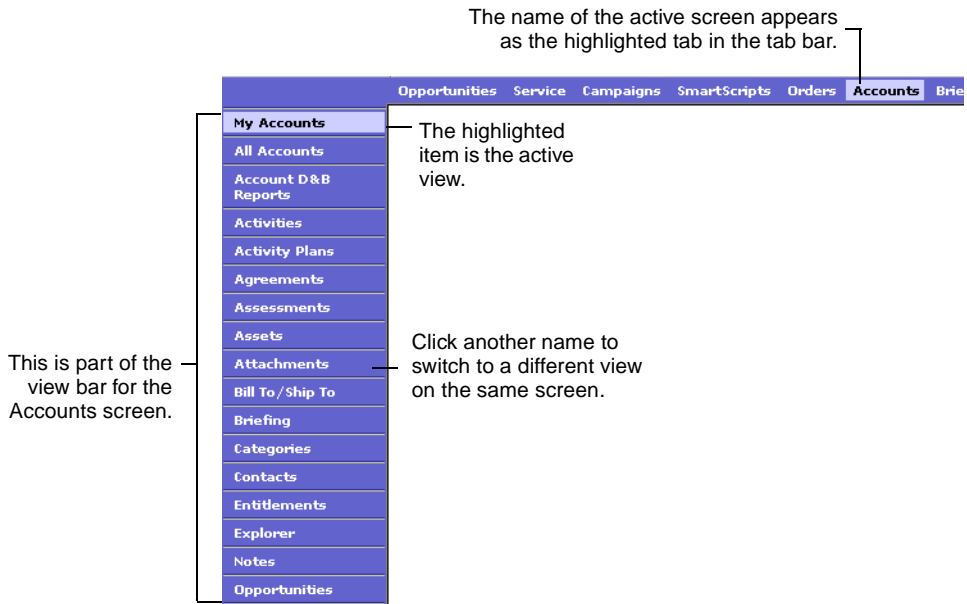 The name of the active screen appears
as the highlighted tab in the tab bar.
Opportunities Service Campaigns SmartScripts Orders Accounts Brie
My Accounts
The highlighted
item is the active
view.
All Accounts
Account D&B
Reports
Activities
Activity Plans
Agreements
Assessments
Assets
Attachments
Bill To/Ship To
Briefing
Categories
Contacts
Entitlements
Explorer
Notes
Opportunities
Click another name to
switch to a different view
on the same screen.
This is part of the
view bar for the
Accounts screen.